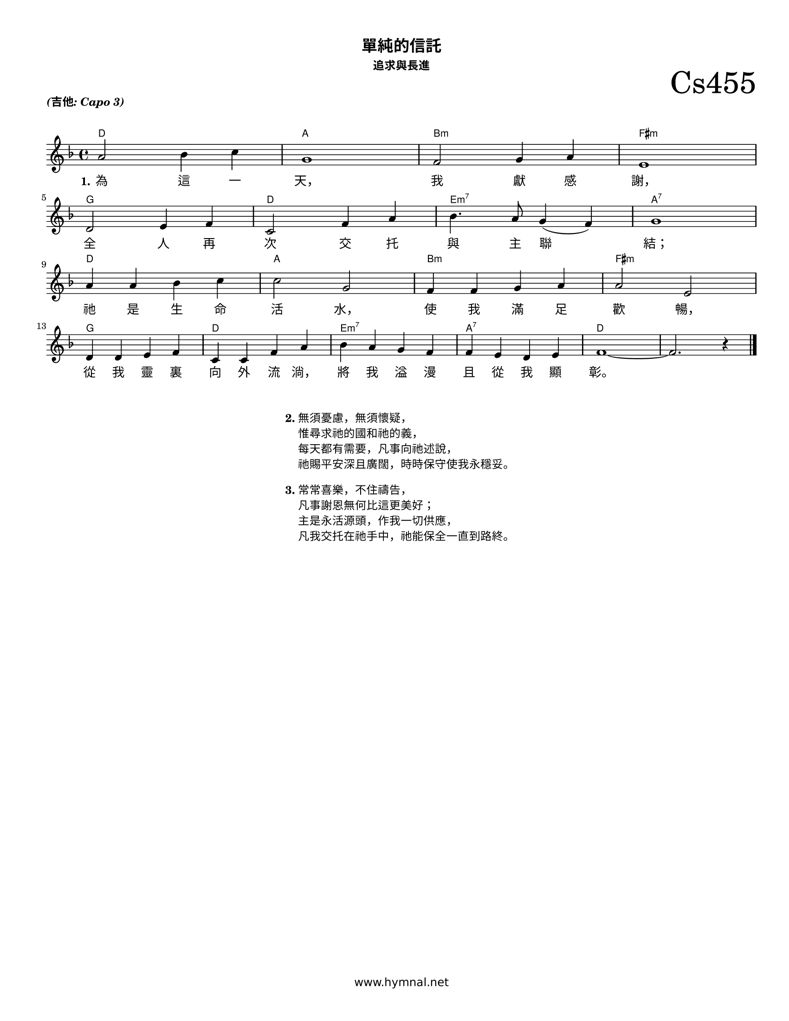 單純的信託
追求與長進
Cs455
(吉他: Capo 3)
D A Bm F♯m
1. 為 這 一 天， 我 獻 感 謝，
5 G D Em7 A7
全 人 再 次 交 托 與 主 聯 結；
9 D A Bm F♯m
祂 是 生 命 活 水， 使 我 滿 足 歡 暢，
13 G D Em7 A7 D
從 我 靈 裏 向 外 流 淌， 將 我 溢 漫 且 從 我 顯 彰。
2. 無須憂慮，無須懷疑，
惟尋求祂的國和祂的義，
每天都有需要，凡事向祂述說，
祂賜平安深且廣闊，時時保守使我永穩妥。
3. 常常喜樂，不住禱告，
凡事謝恩無何比這更美好；
主是永活源頭，作我一切供應，
凡我交托在祂手中，祂能保全一直到路終。
www.hymnal.net